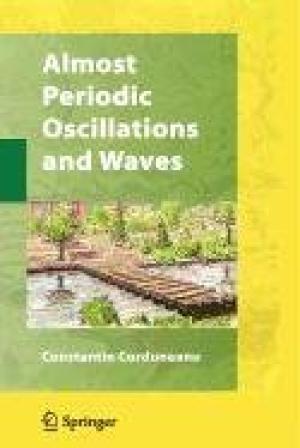 Almost
Periodic
Oscillations
and Waves
Constantin Corduneanu
Springer